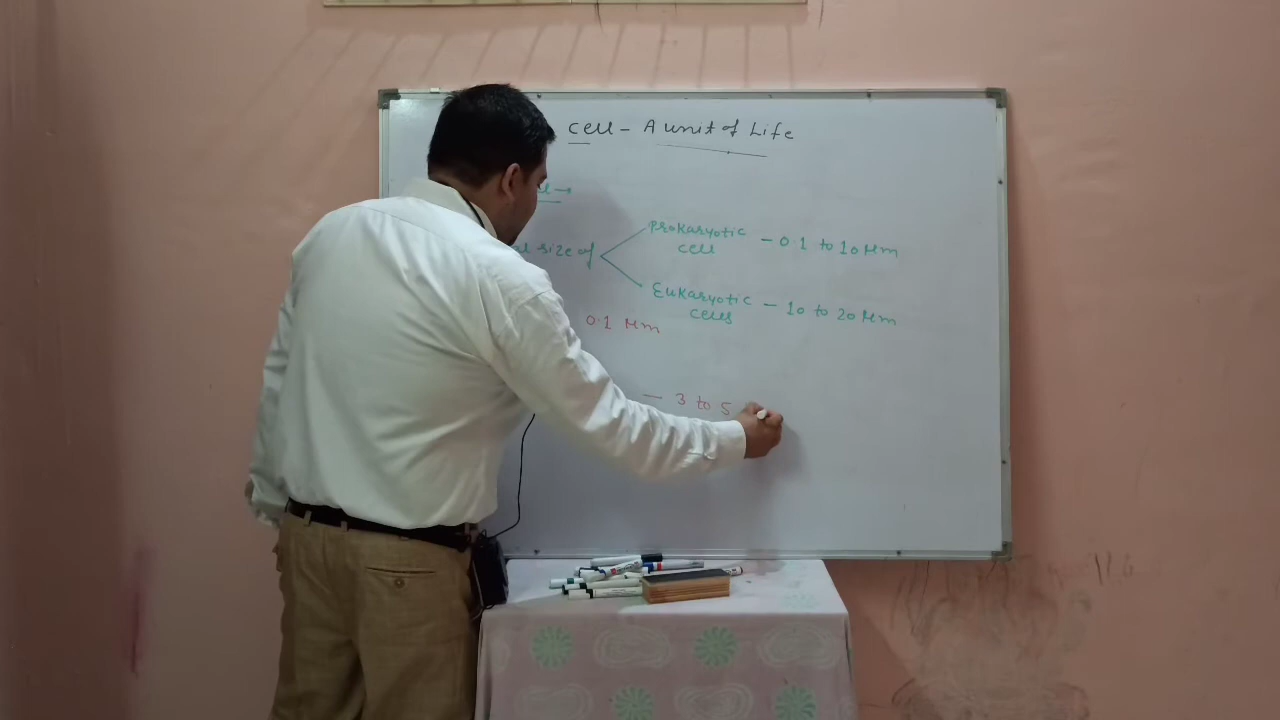 Cell - A unit of Life
size of
Prokaryotic cell - 0.1 to 10 μm
Eukaryotic cells - 10 to 20 μm
0.1 μm
- 3 to 5